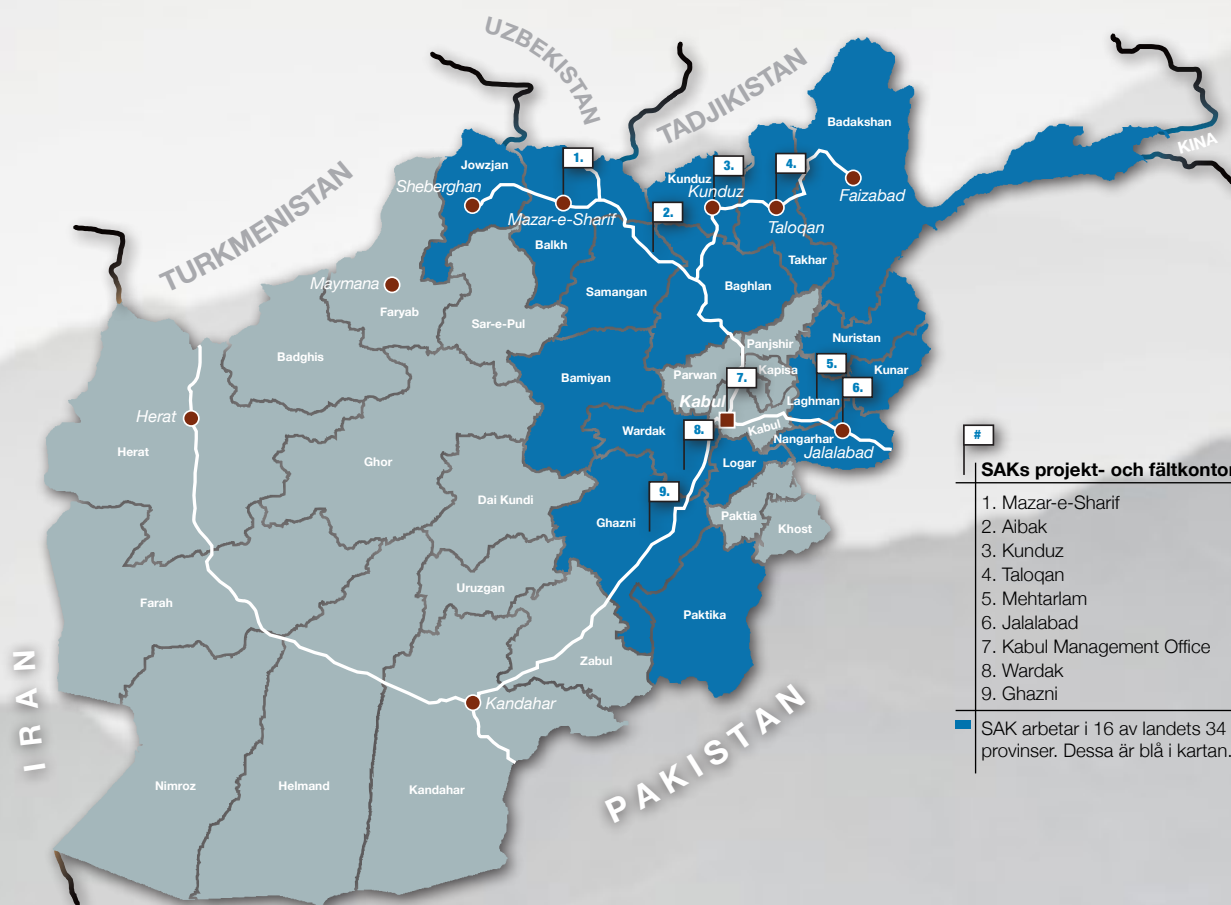 UZBEKISTAN
TADJIKISTAN
TURKMENISTAN
KINA
IRAN
PAKISTAN
Badakshan
Jowzjan
1.
3.
4.
Kunduz
Sheberghan
Kunduz
Faizabad
Mazar-e-Sharif
2.
Taloqan
Balkh
Takhar
Maymana
Samangan
Baghlan
Faryab
Sar-e-Pul
Nuristan
Panjshir
Badghis
Bamiyan
Parwan
7.
Kapisa
5.
Kunar
6.
Kabul
Laghman
Herat
Wardak
8.
Kabul
Nangarhar
Jalalabad
Herat
Ghor
Logar
Dai Kundi
9.
Ghazni
Paktia
Khost
Uruzgan
Farah
Paktika
Zabul
Kandahar
Nimroz
Helmand
Kandahar
#
SAKs projekt- och fältkontor
1. Mazar-e-Sharif
2. Aibak
3. Kunduz
4. Taloqan
5. Mehtarlam
6. Jalalabad
7. Kabul Management Office
8. Wardak
9. Ghazni
SAK arbetar i 16 av landets 34
provinser. Dessa är blå i kartan.